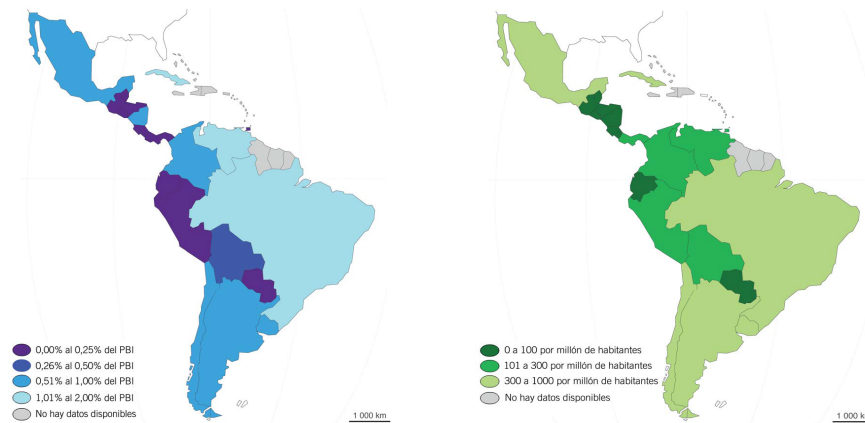 0,00% al 0,25% del PBI
0,26% al 0,50% del PBI
0,51% al 1,00% del PBI
1,01% al 2,00% del PBI
No hay datos disponibles
1 000 km
0 a 100 por millón de habitantes
101 a 300 por millón de habitantes
300 a 1000 por millón de habitantes
No hay datos disponibles
1 000 k